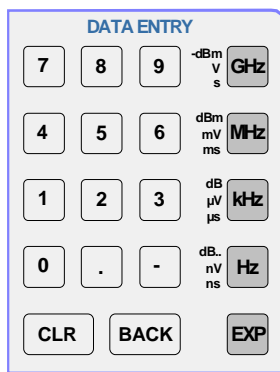 DATA ENTRY
7 8 9 -dBm V s GHz
4 5 6 dBm mV ms MHz
1 2 3 dB µV µs kHz
0 . - dB.. nV ns Hz
CLR BACK EXP